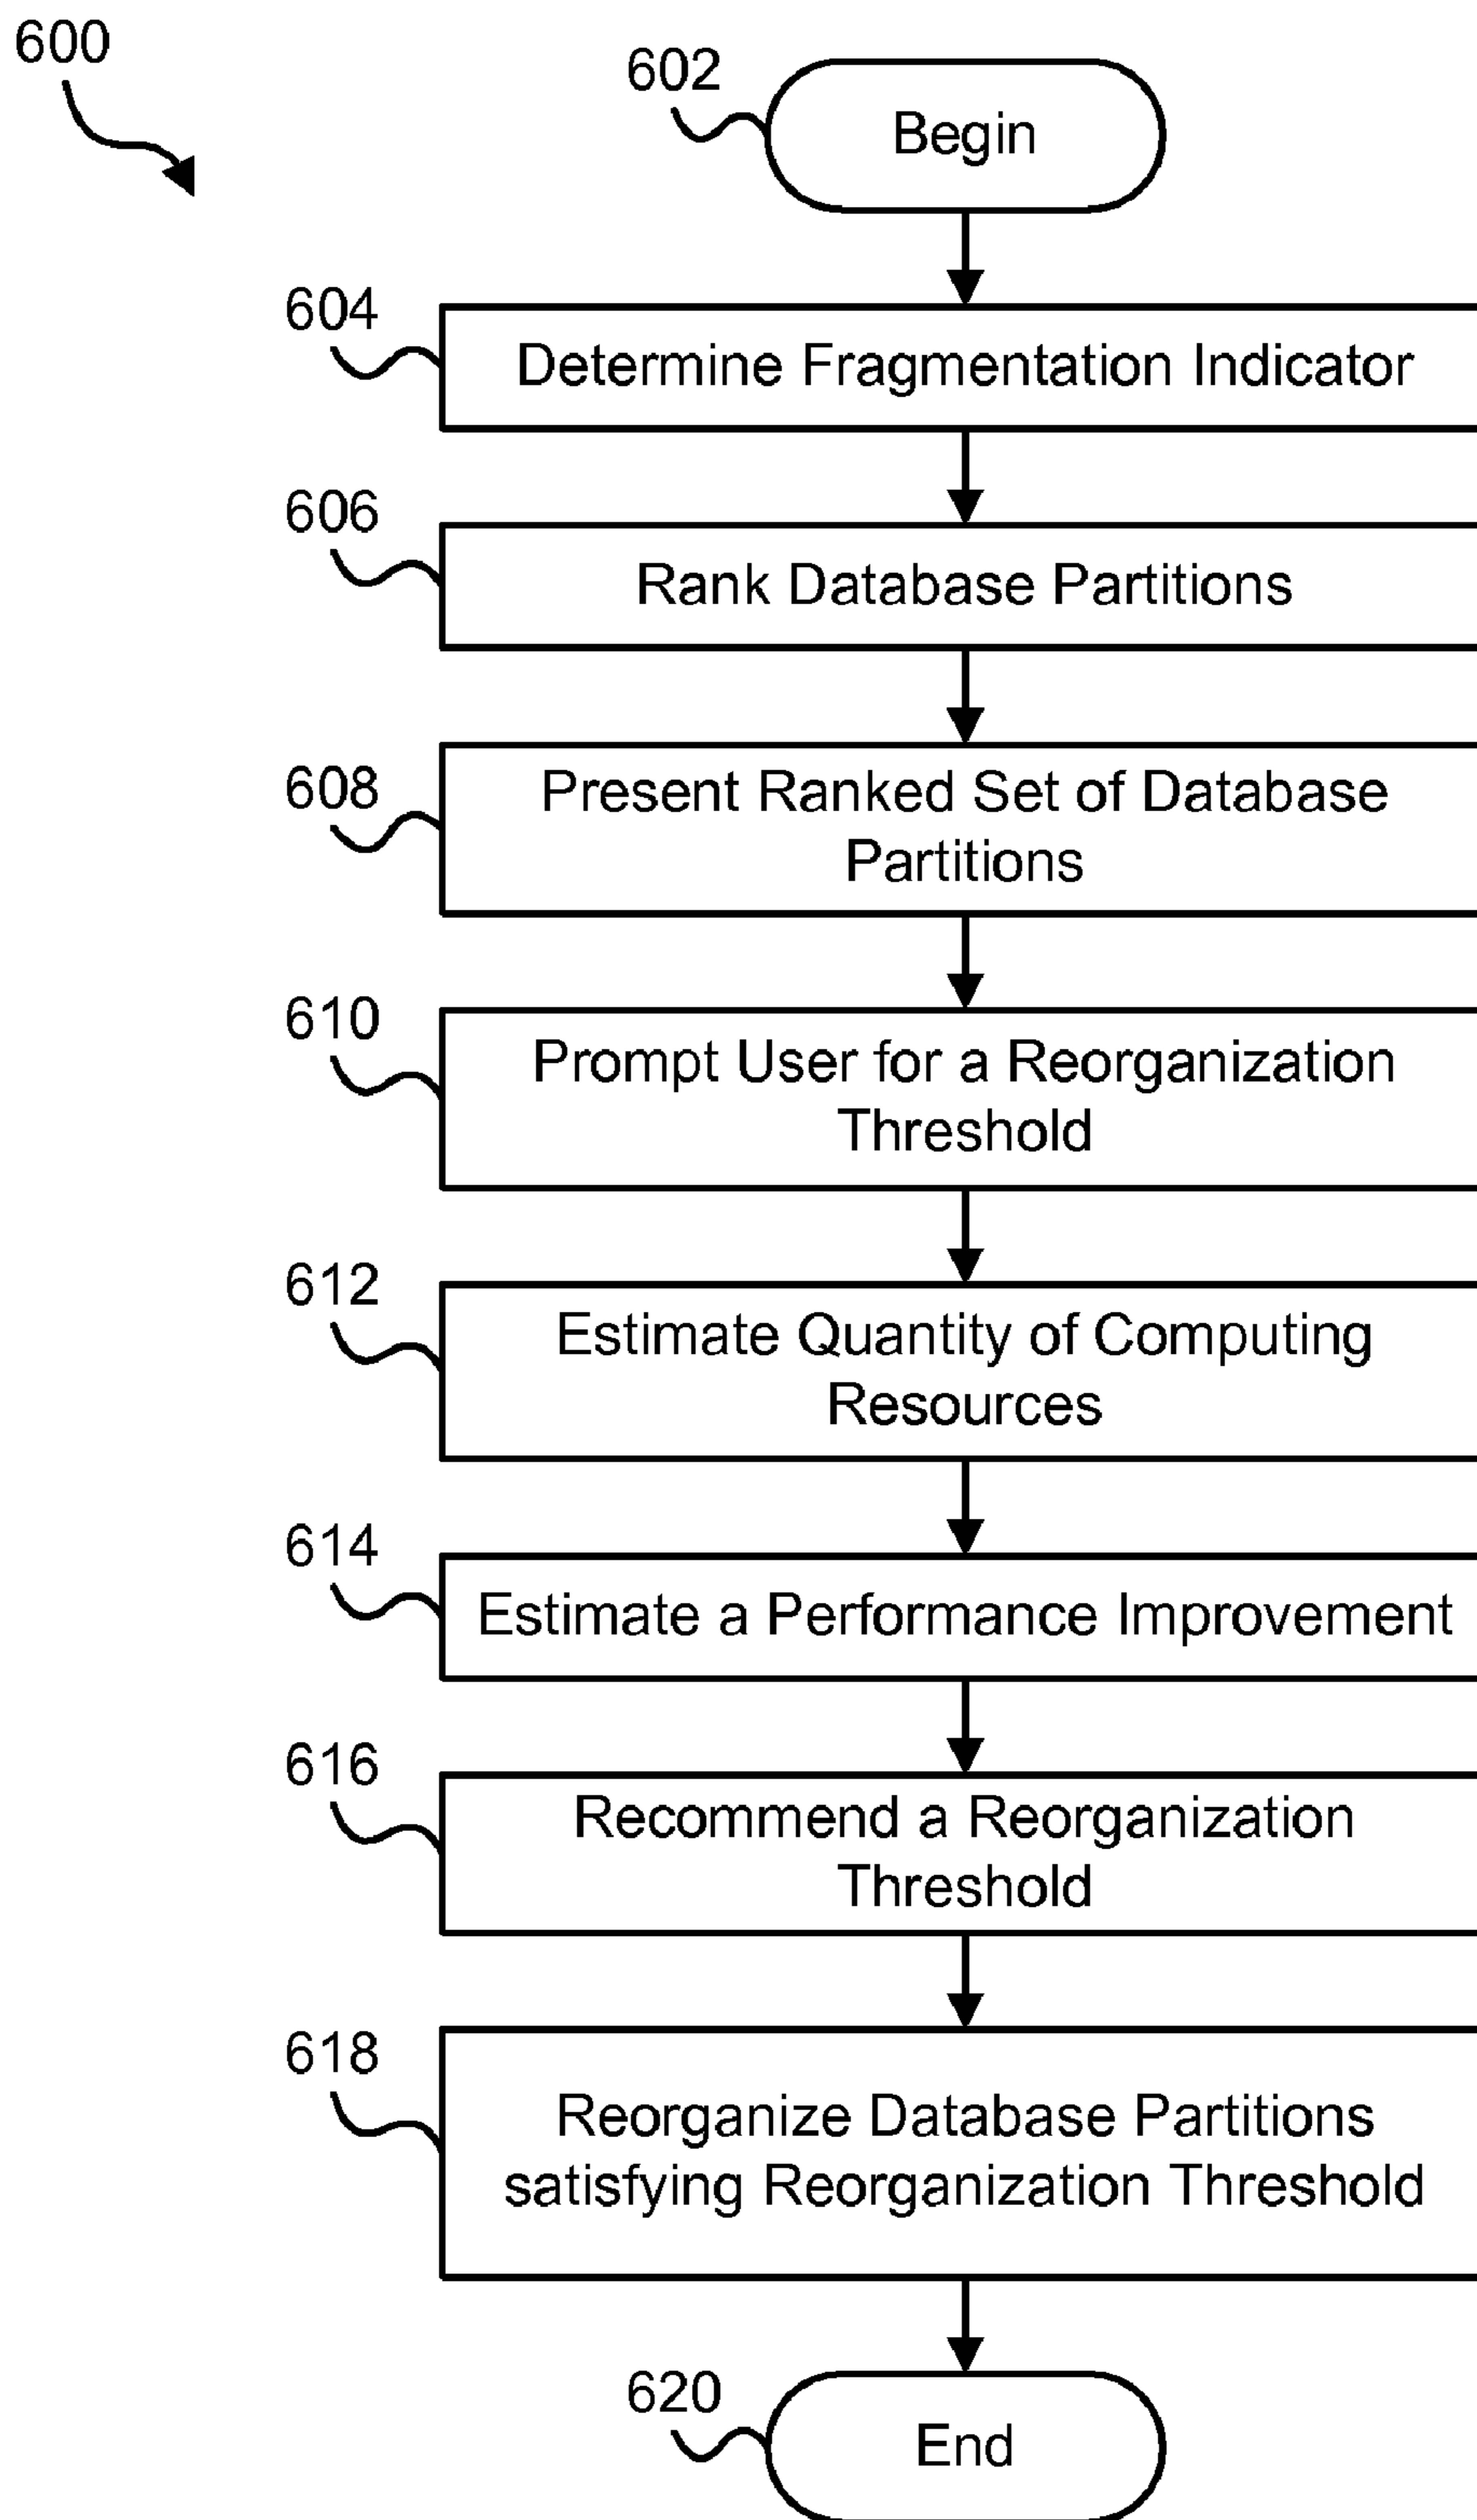 600
602
Begin
604
Determine Fragmentation Indicator
606
Rank Database Partitions
608
Present Ranked Set of Database
Partitions
610
Prompt User for a Reorganization
Threshold
612
Estimate Quantity of Computing
Resources
614
Estimate a Performance Improvement
616
Recommend a Reorganization
Threshold
618
Reorganize Database Partitions
satisfying Reorganization Threshold
620
End